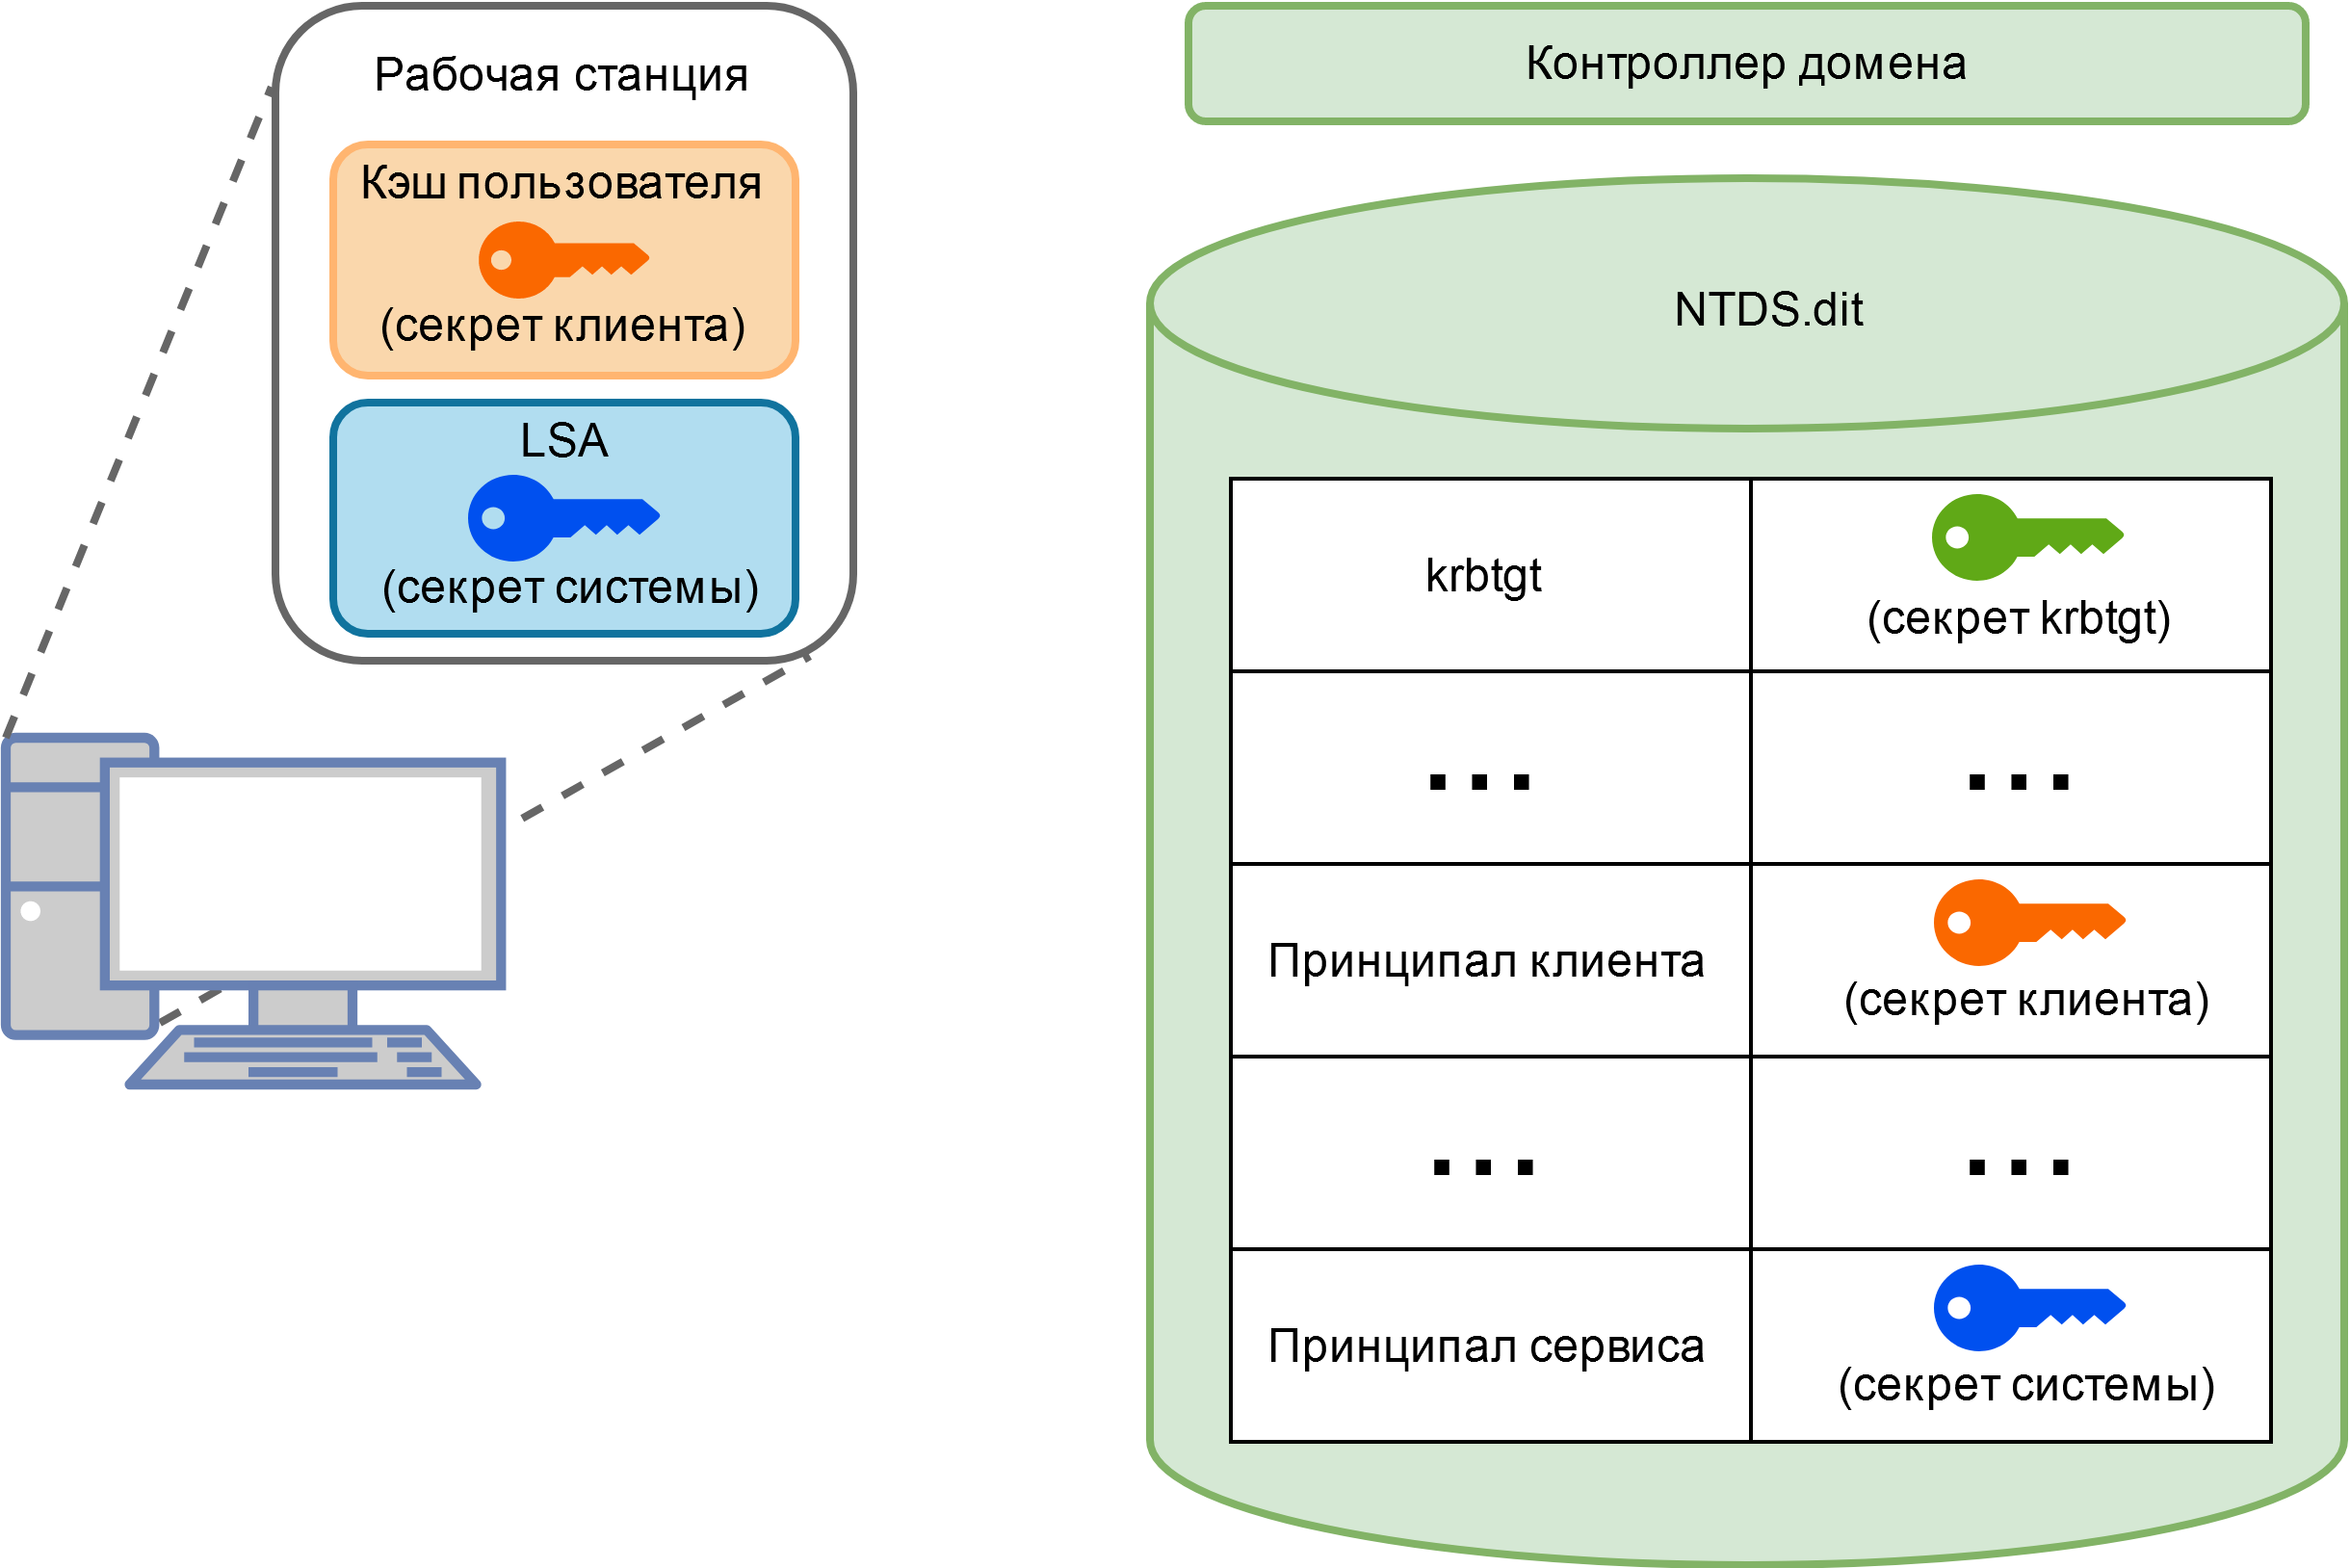 Рабочая станция
Кэш пользователя
(секрет клиента)
LSA
(секрет системы)
Контроллер домена
NTDS.dit
krbtgt
(секрет krbtgt)
... ...
Принципал клиента
(секрет клиента)
... ...
Принципал сервиса
(секрет системы)